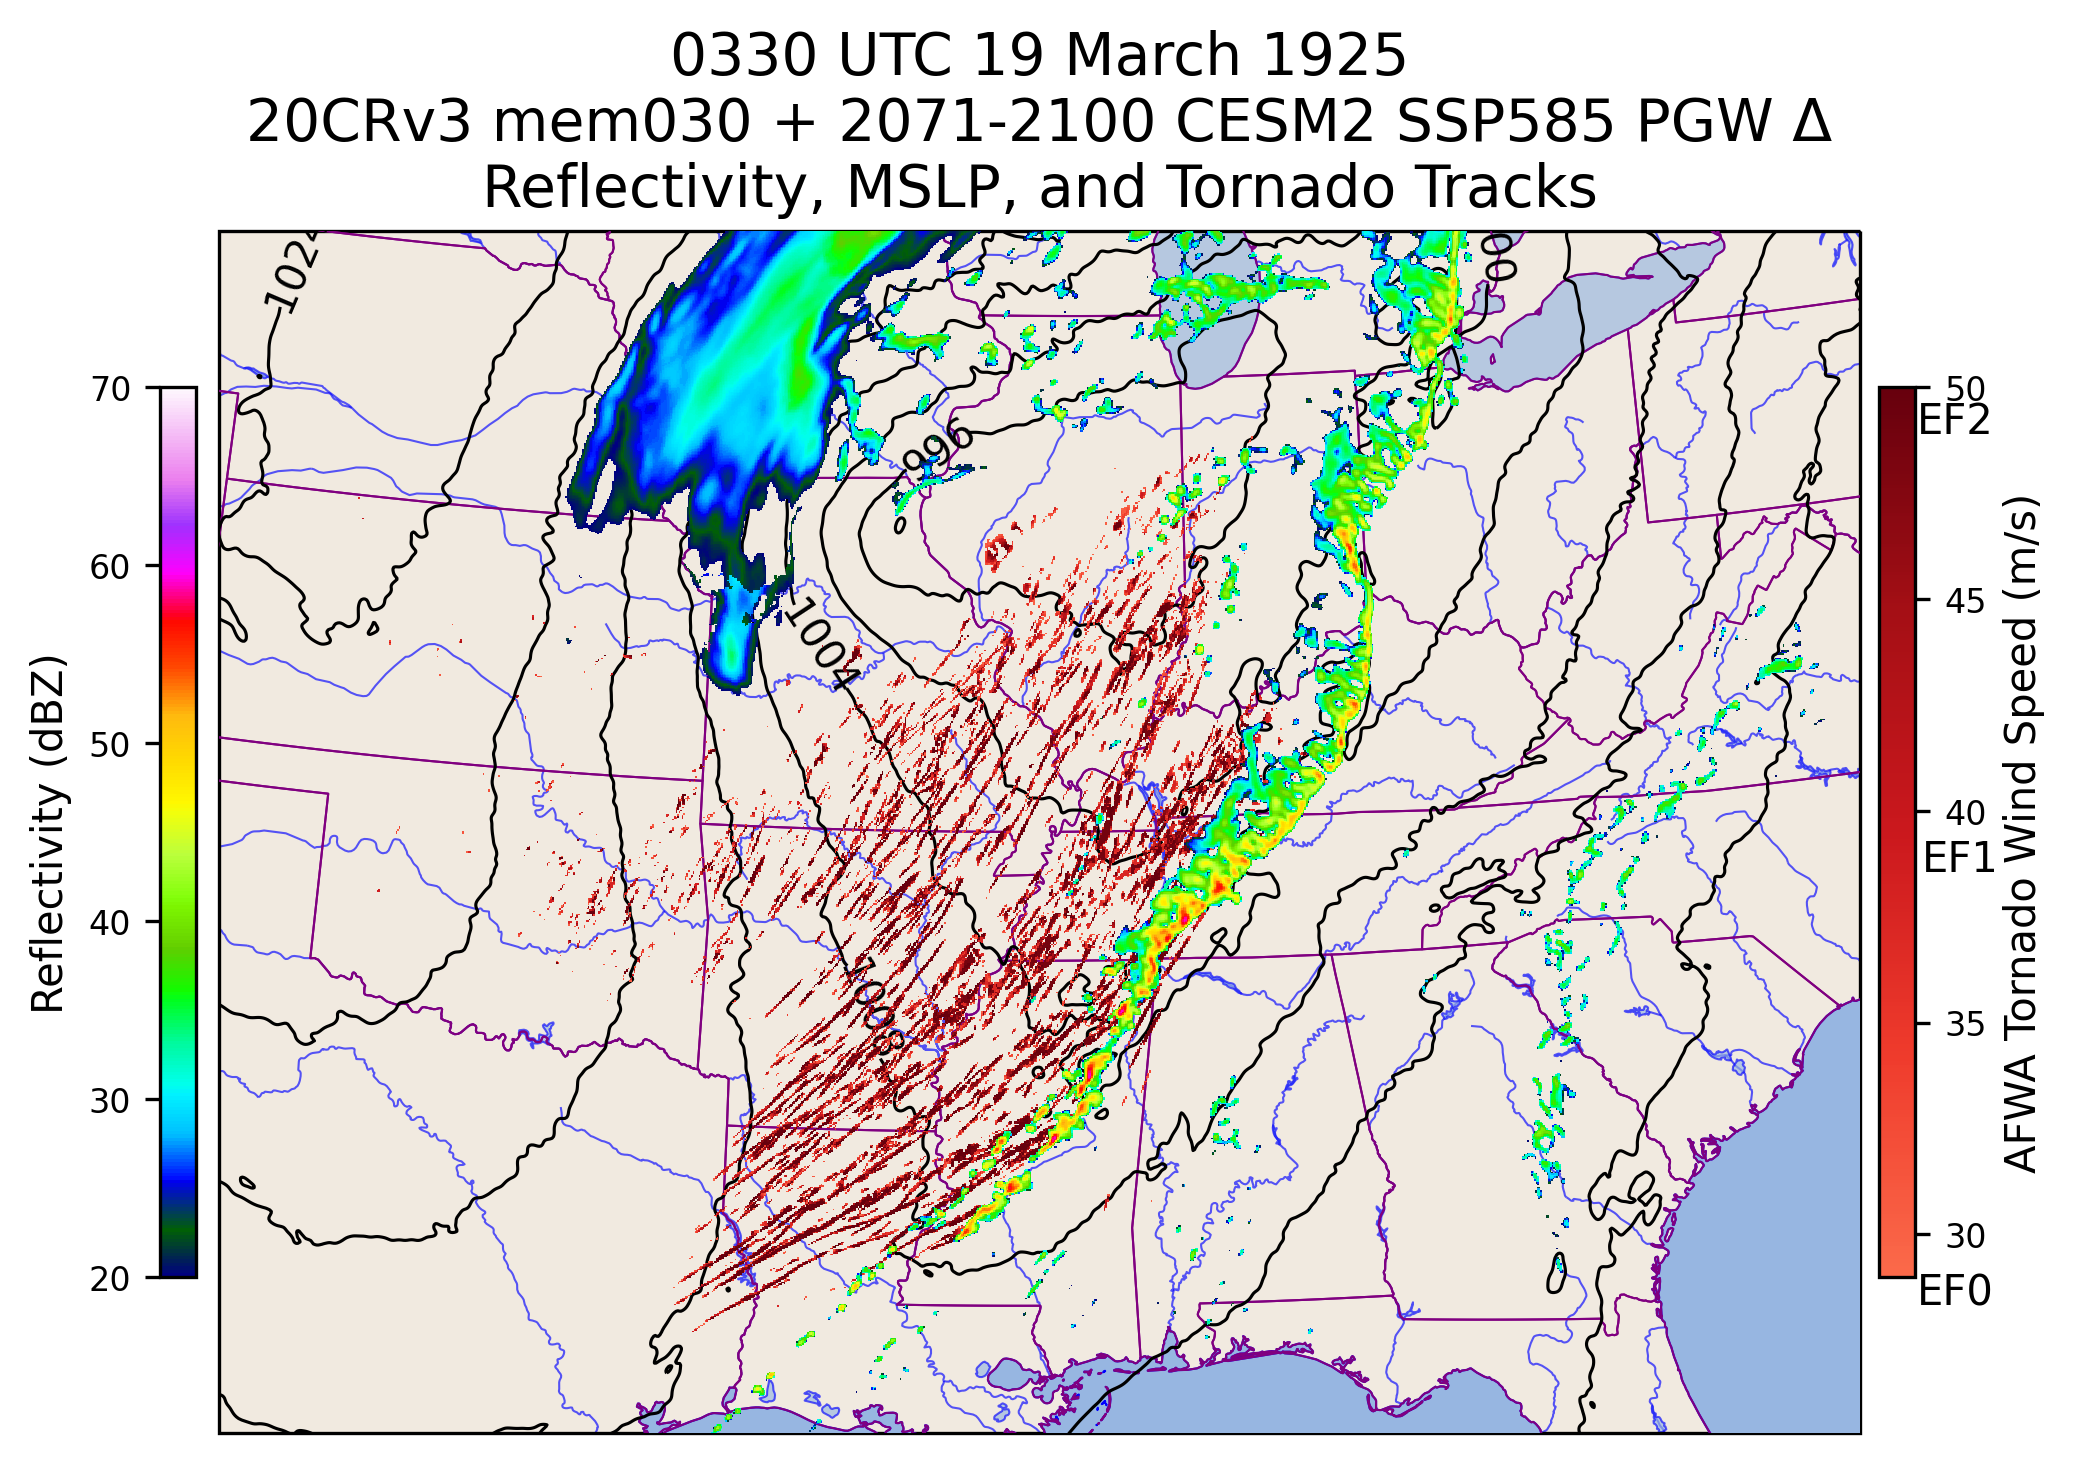 0330 UTC 19 March 1925
20CRv3 mem030 + 2071-2100 CESM2 SSP585 PGW Δ
Reflectivity, MSLP, and Tornado Tracks
1024
996
1004
1008
70
60
50
40
30
20
Reflectivity (dBZ)
50
EF2
45
40
EF1
35
30
EF0
AFWA Tornado Wind Speed (m/s)